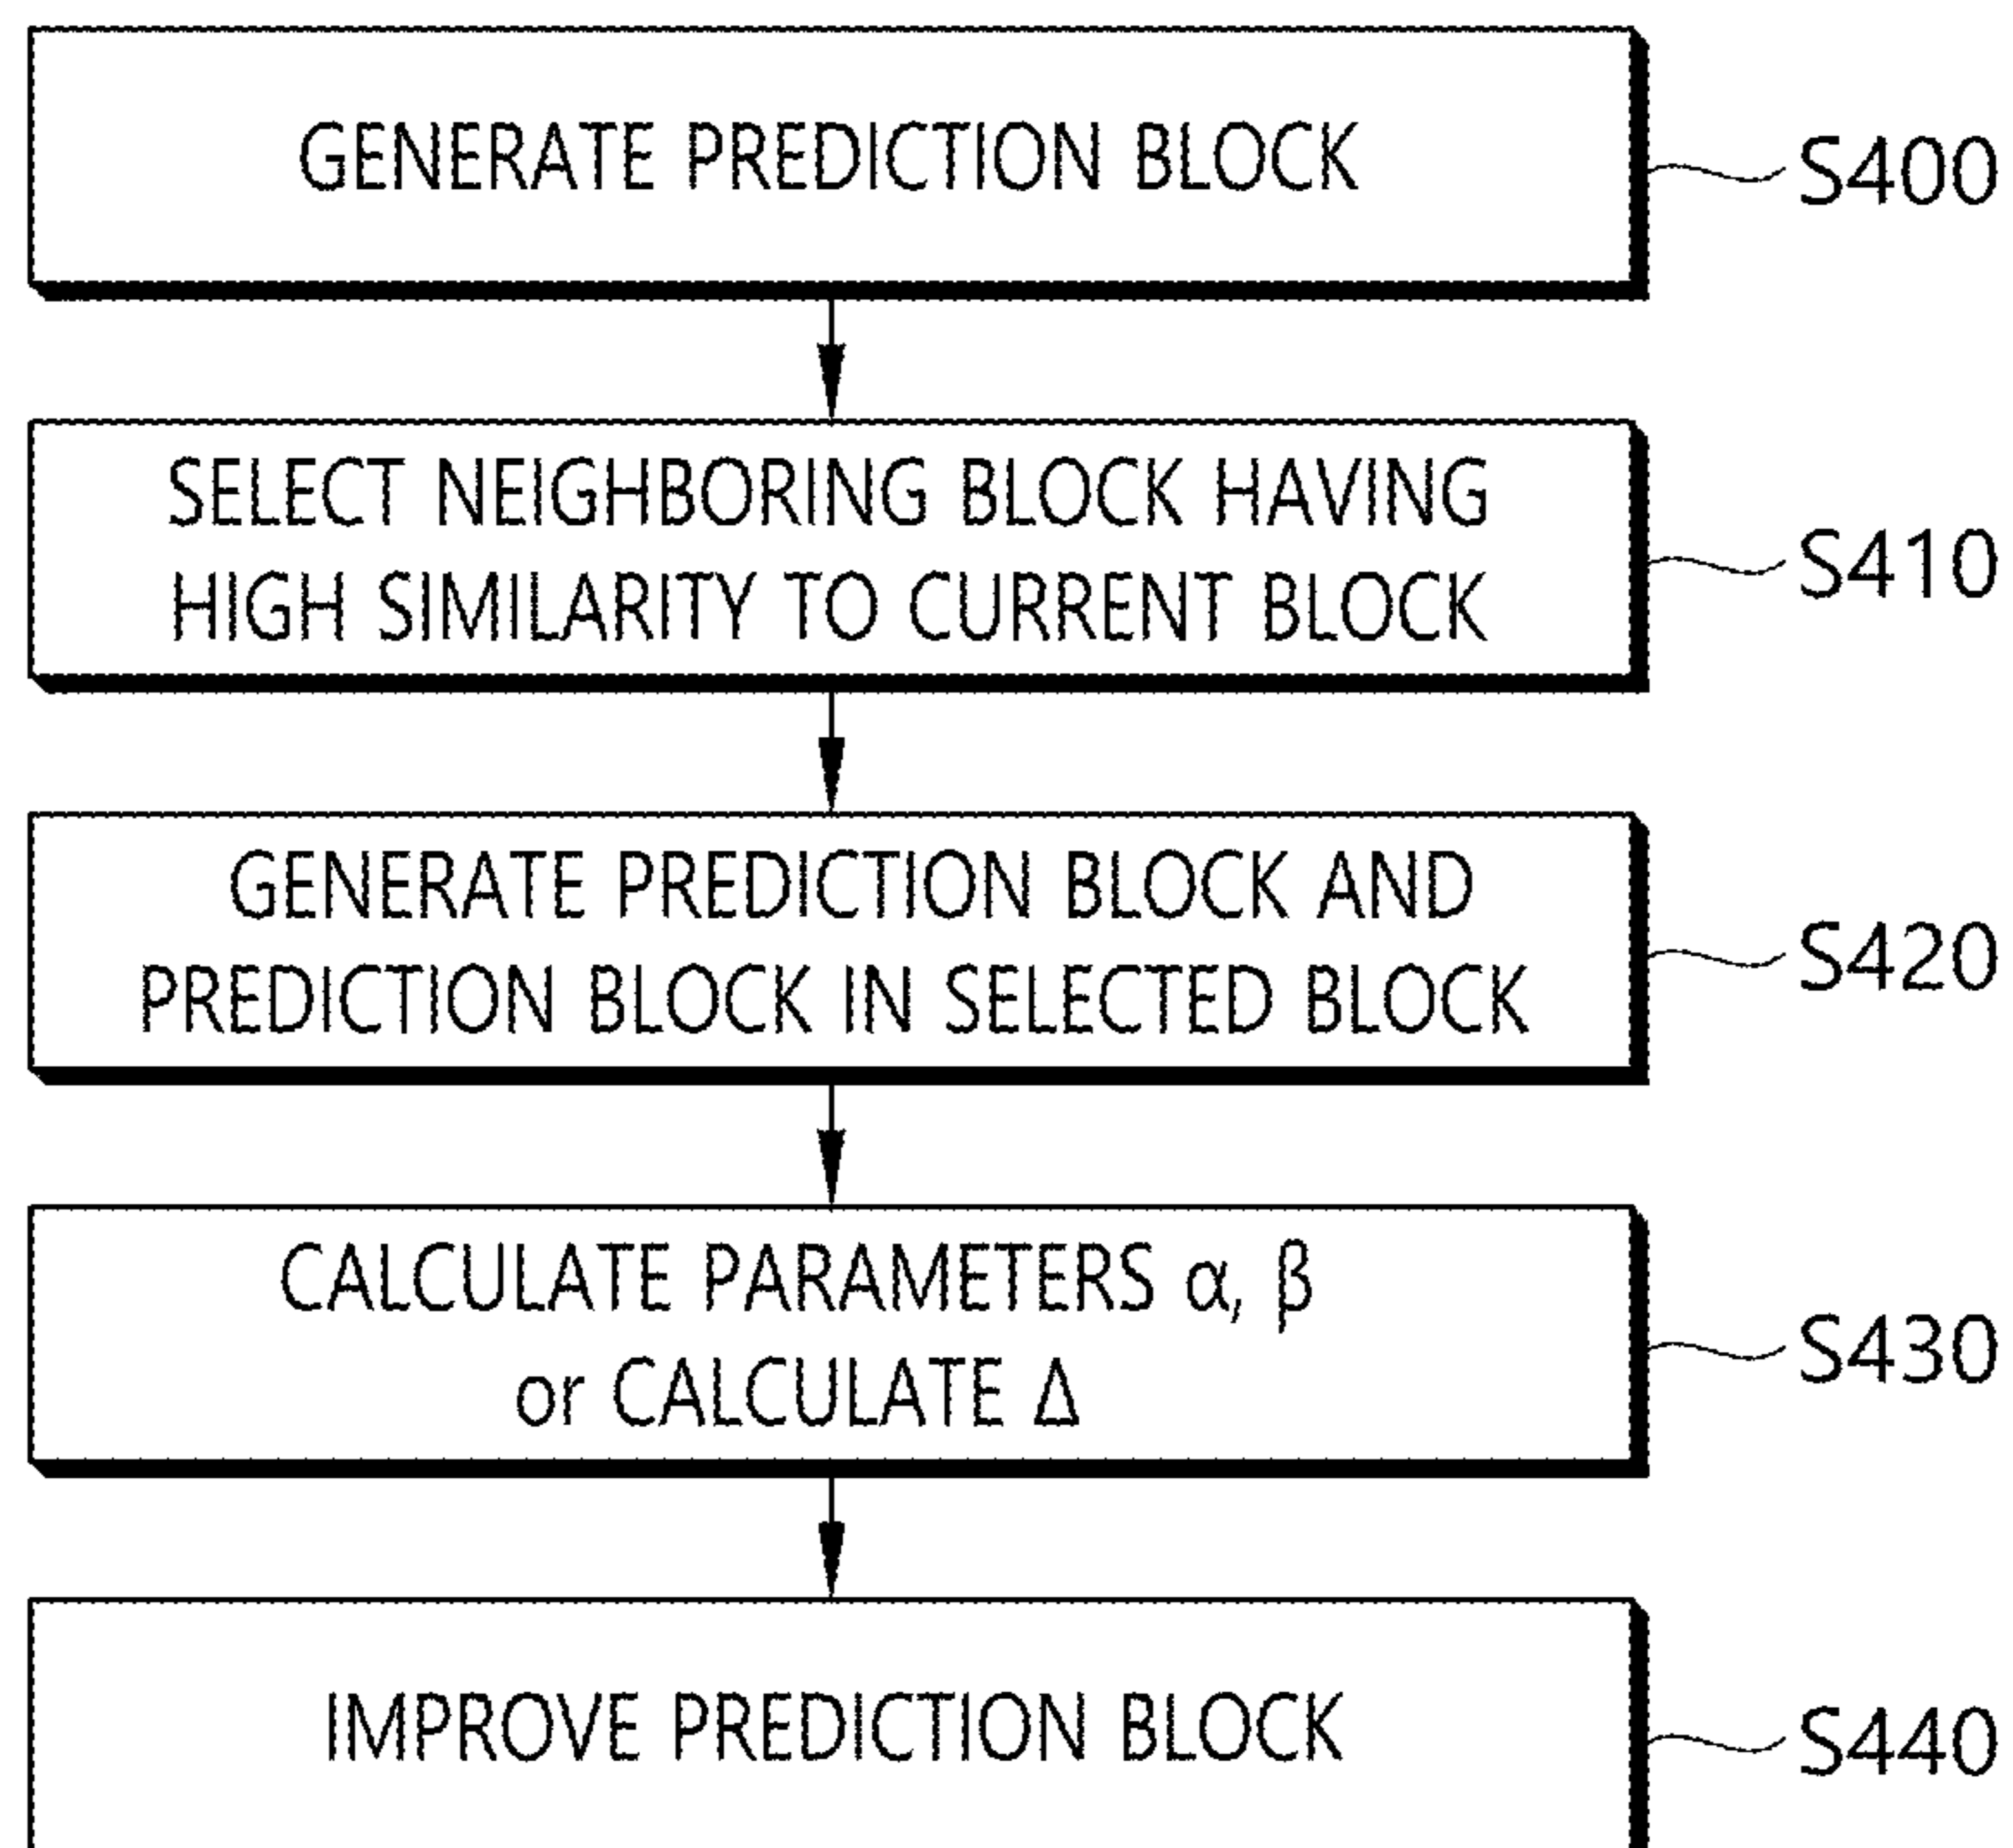 GENERATE PREDICTION BLOCK
S400
SELECT NEIGHBORING BLOCK HAVING
HIGH SIMILARITY TO CURRENT BLOCK
S410
GENERATE PREDICTION BLOCK AND
PREDICTION BLOCK IN SELECTED BLOCK
S420
CALCULATE PARAMETERS α, β
or CALCULATE Δ
S430
IMPROVE PREDICTION BLOCK
S440